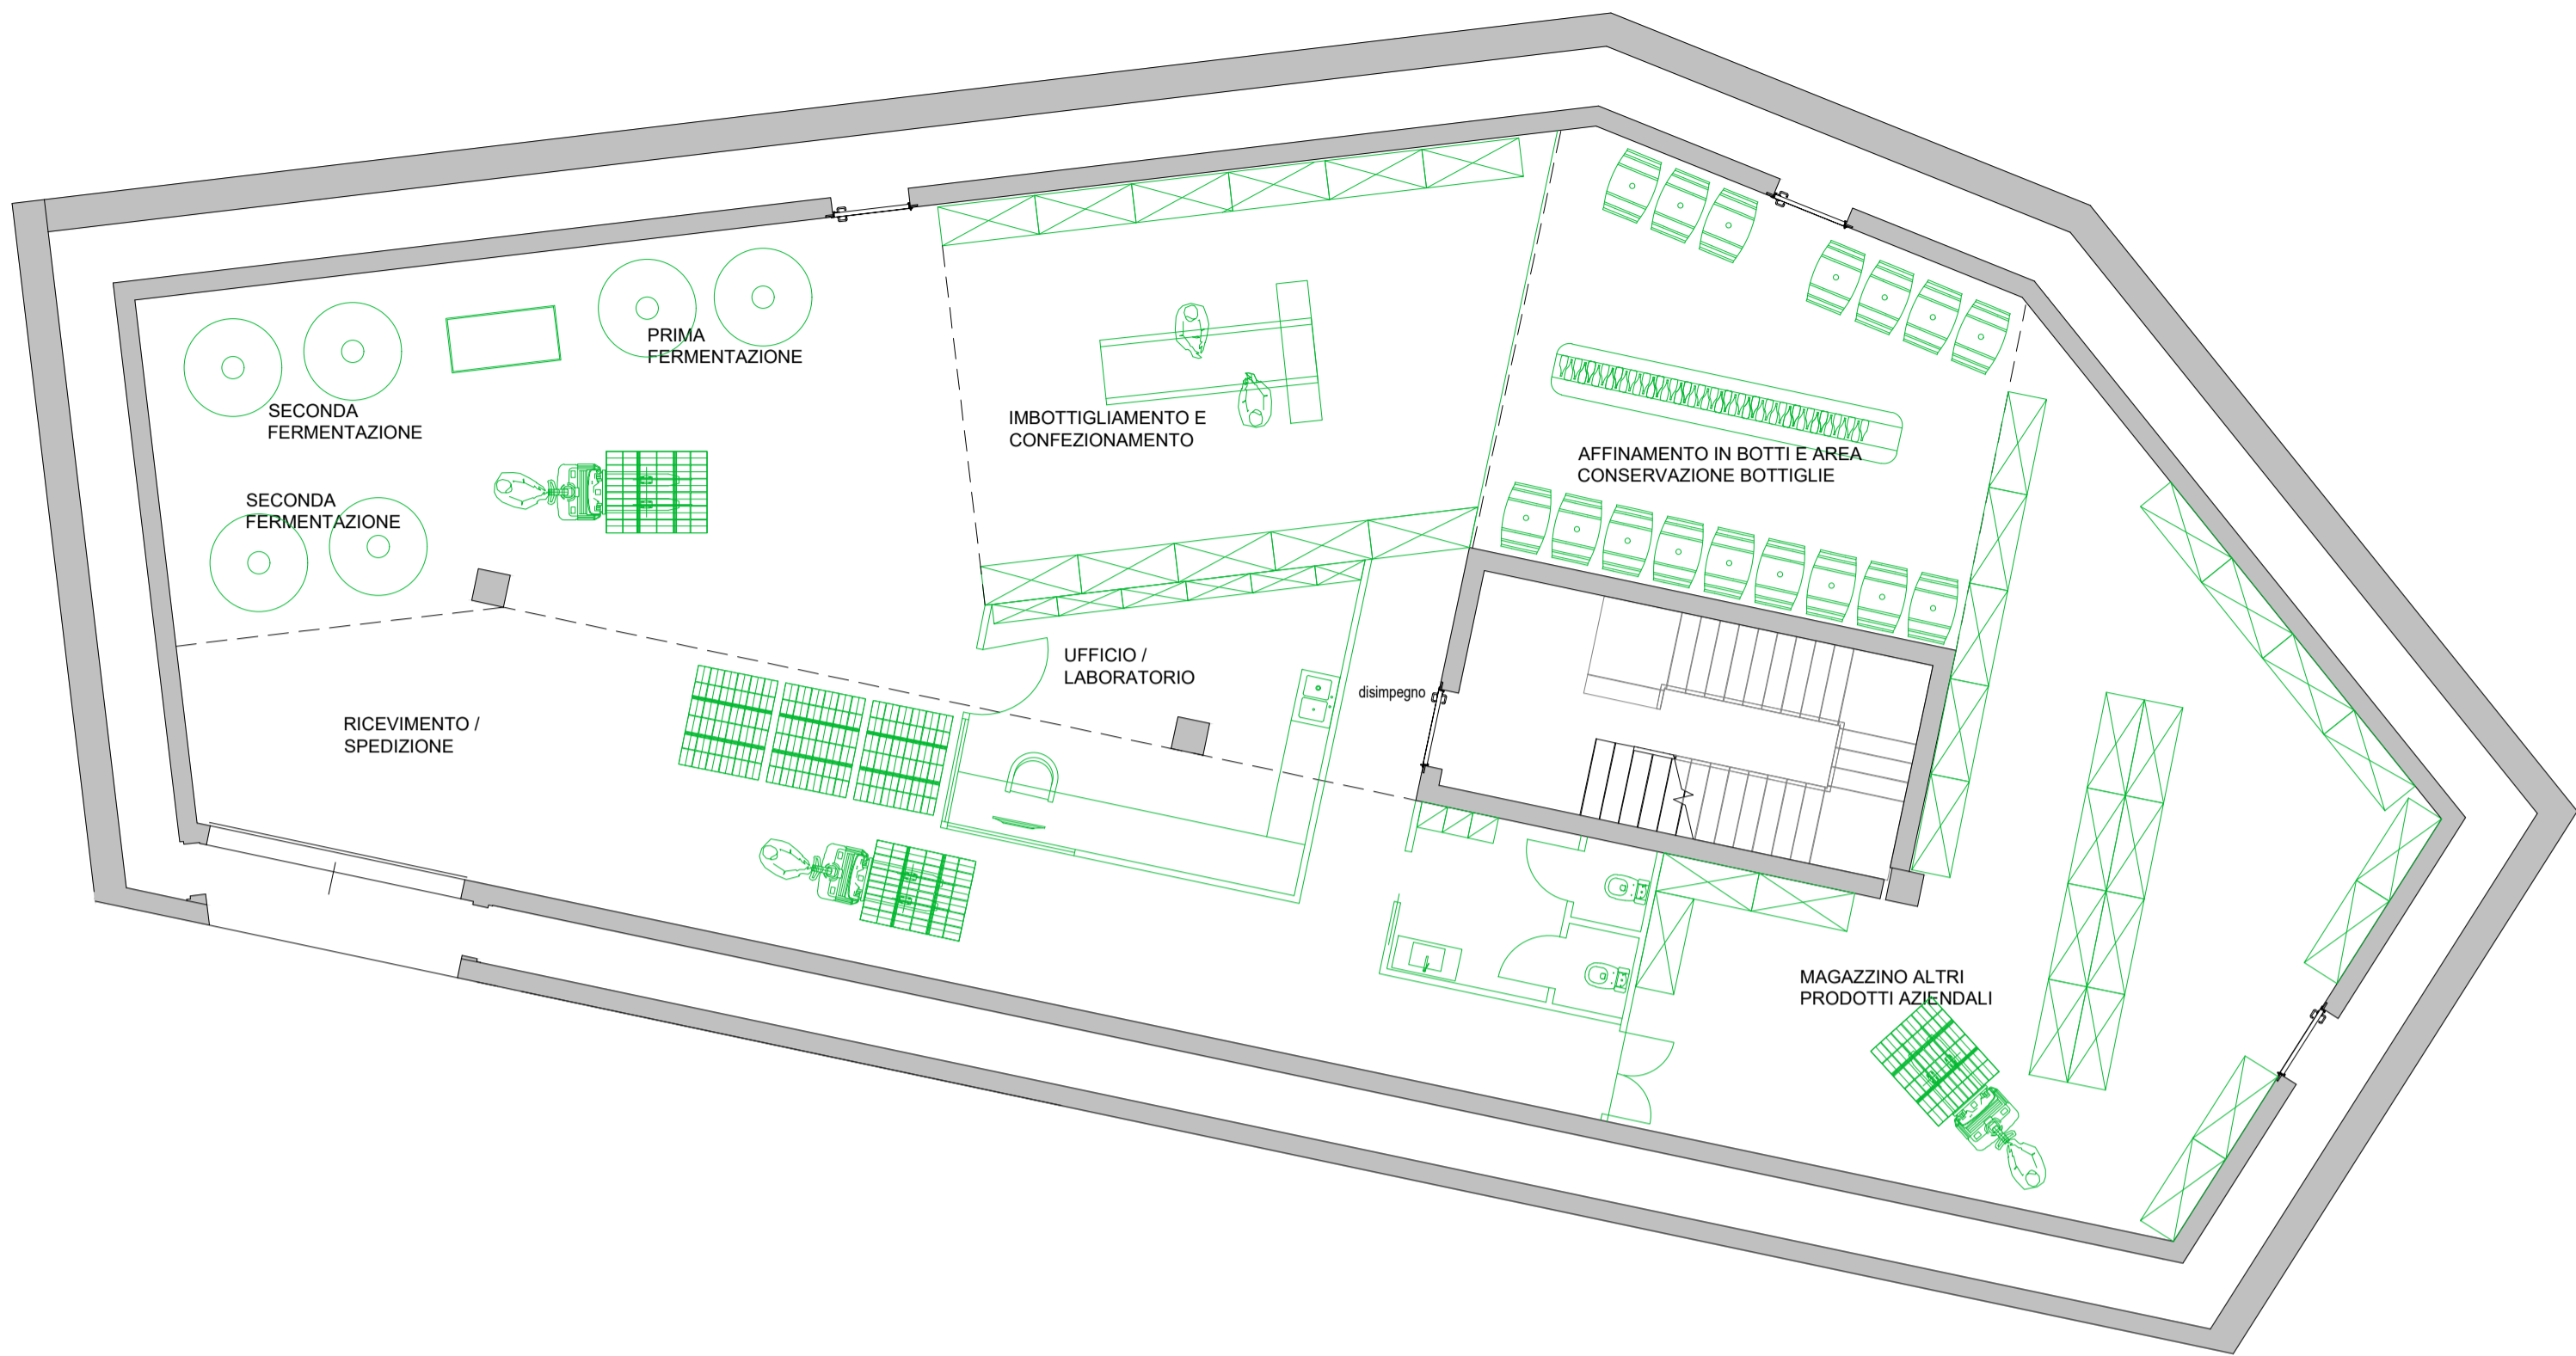 PRIMA
FERMENTAZIONE
SECONDA
FERMENTAZIONE
IMBOTTIGLIAMENTO E
CONFEZIONAMENTO
AFFINAMENTO IN BOTTI E AREA
CONSERVAZIONE BOTTIGLIE
SECONDA
FERMENTAZIONE
UFFICIO /
LABORATORIO
disimpegno
RICEVIMENTO /
SPEDIZIONE
MAGAZZINO ALTRI
PRODOTTI AZIENDALI